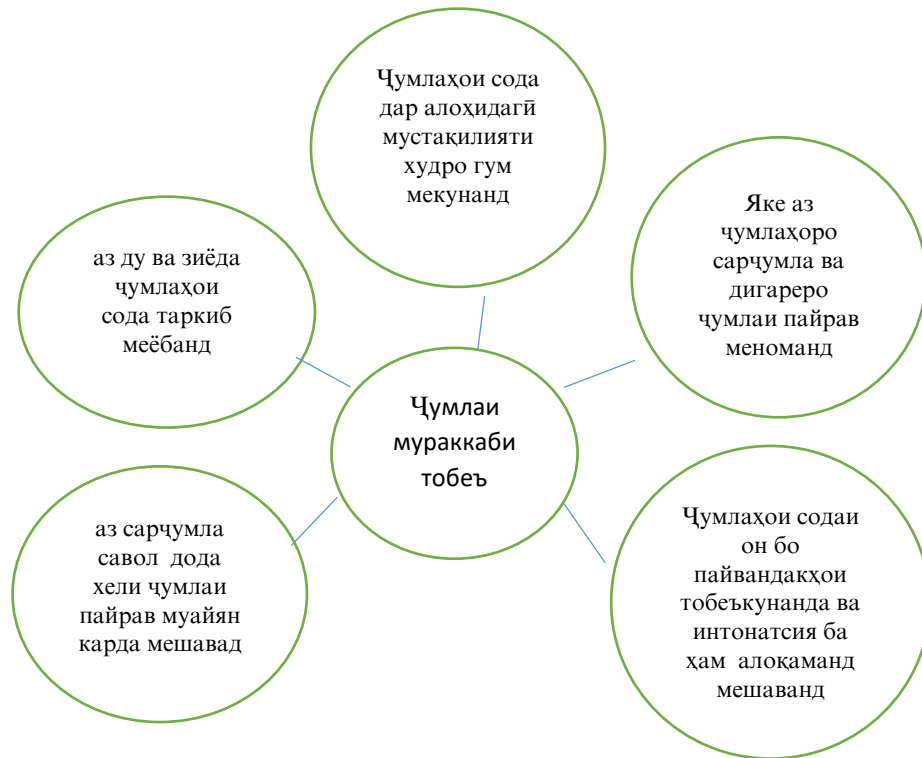 Ҷумлаҳои сода
дар алоҳидагӣ
мустақилияти
худро гум
мекунанд
Яке аз
ҷумлаҳоро
сарҷумла ва
дигареро
ҷумлаи пайрав
меноманд
аз ду ва зиёда
ҷумлаҳои
сода таркиб
меёбанд
Ҷумлаи
мураккаби
тобеъ
аз сарҷумла
савол дода
хели ҷумлаи
пайрав муайян
карда мешавад
Ҷумлаҳои содаи
он бо
пайвандакҳои
тобеъкунанда ва
интонатсия ба
ҳам алоқаманд
мешаванд